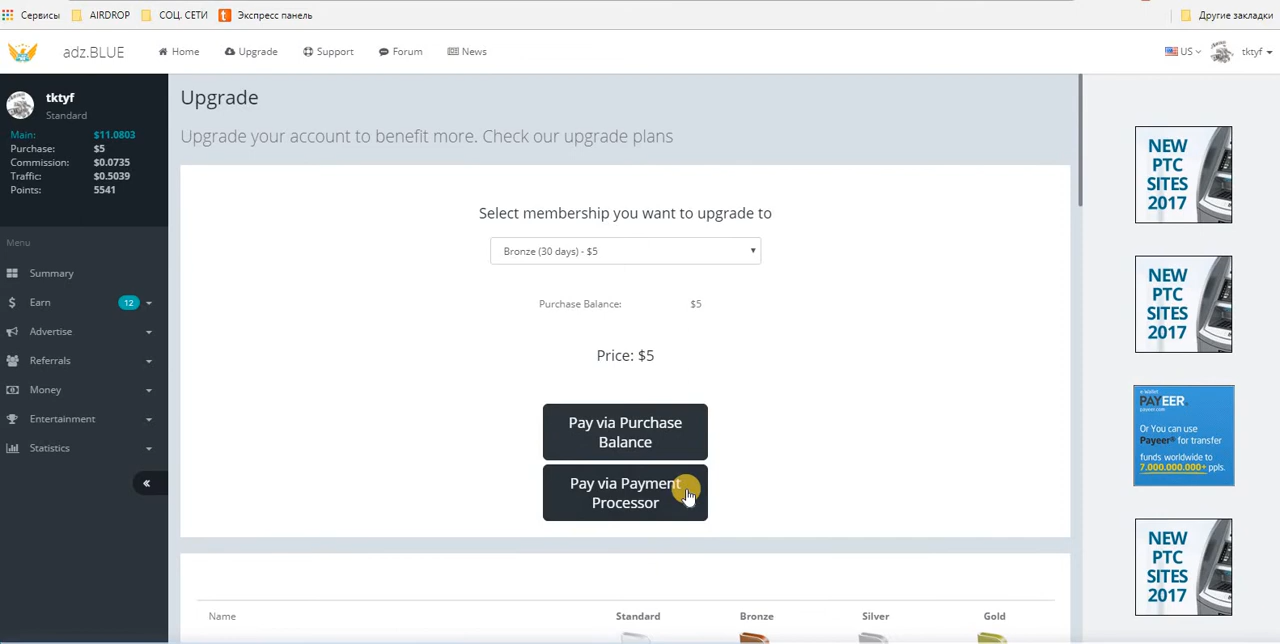 Сервисы AIRDROP СОЦ. СЕТИ Экспресс панель Другие закладки
adz.BLUE Home Upgrade Support Forum News US tktyf
tktyf
Standard
Main: $11.0803
Purchase: $5
Commission: $0.0735
Traffic: $0.5039
Points: 5541
Menu
Summary
Earn 12
Advertise
Referrals
Money
Entertainment
Statistics
Upgrade
Upgrade your account to benefit more. Check our upgrade plans
Select membership you want to upgrade to
Bronze (30 days) - $5
Purchase Balance: $5
Price: $5
Pay via Purchase
Balance
Pay via Payment
Processor
Name Standard Bronze Silver Gold
NEW
PTC
SITES
2017
NEW
PTC
SITES
2017
e-wallet
PAYEER
payeer.com
Or You can use
Payeer® for transfer
funds worldwide to
7.000.000.000+ ppls.
NEW
PTC
SITES
2017